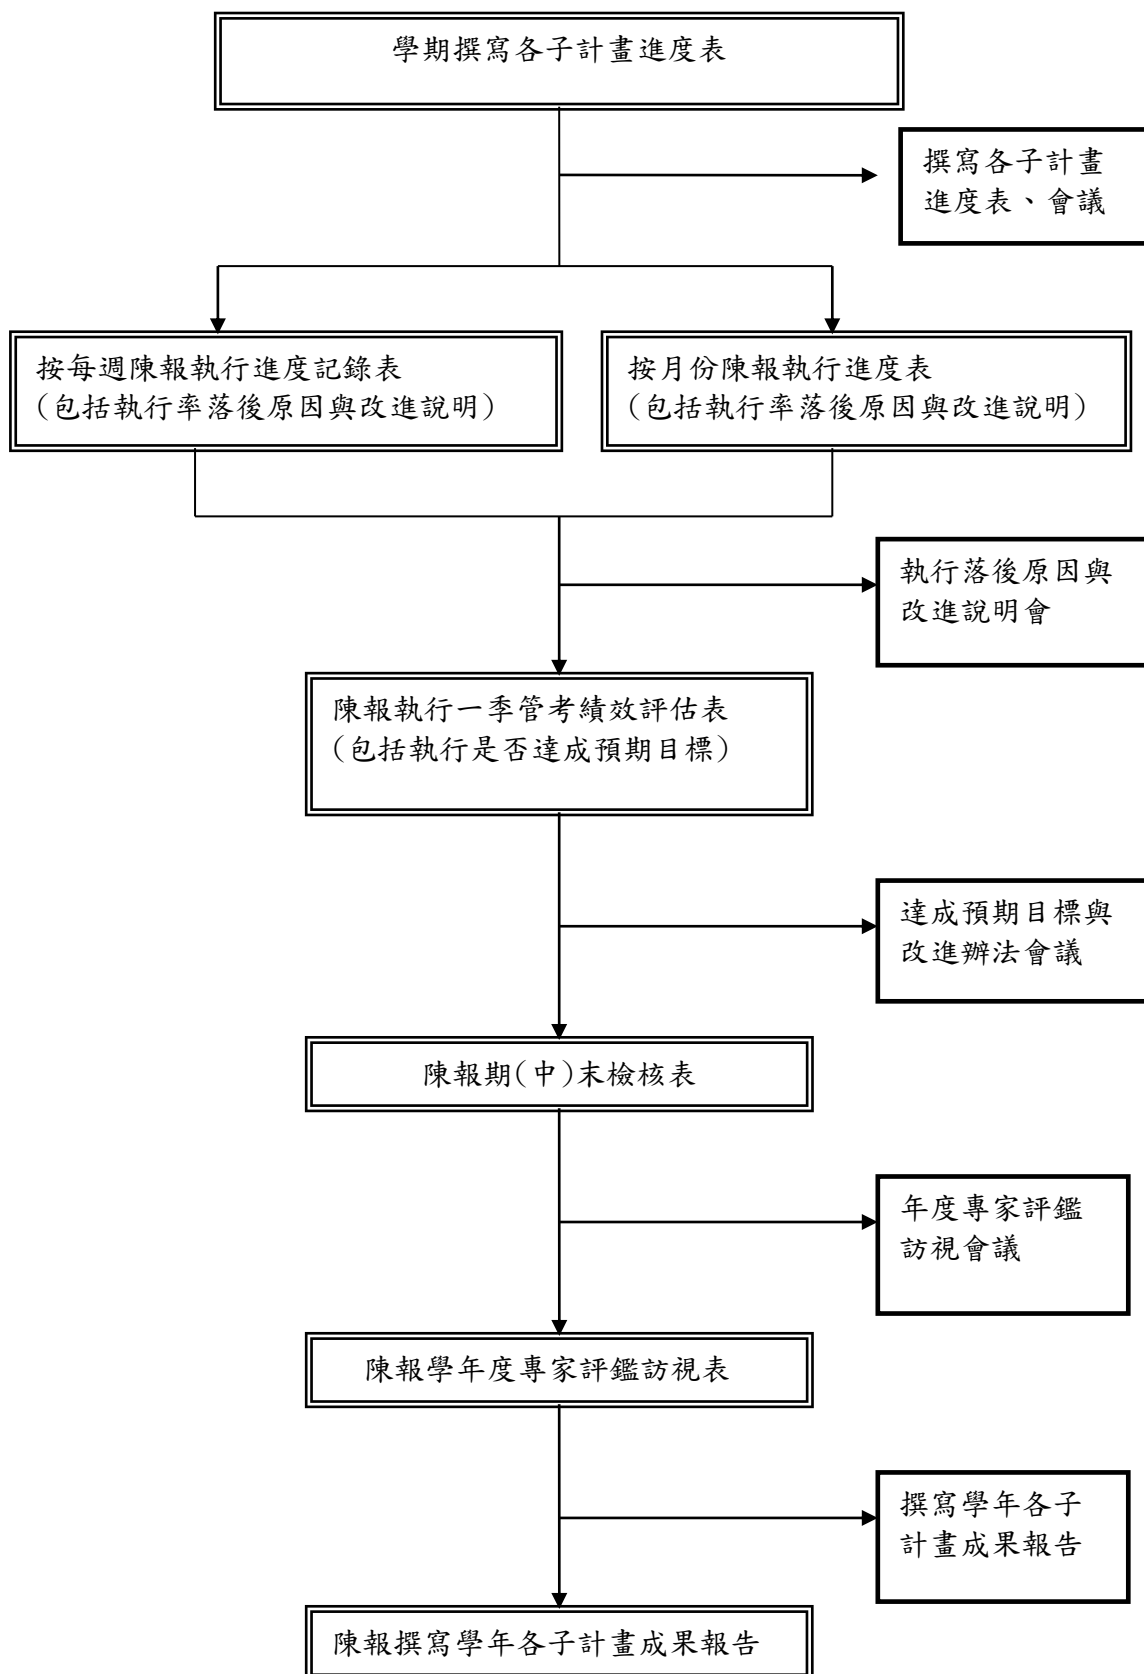 學期撰寫各子計畫進度表
撰寫各子計畫
進度表、會議
按每週陳報執行進度記錄表
(包括執行率落後原因與改進說明)
按月份陳報執行進度表
(包括執行率落後原因與改進說明)
執行落後原因與
改進說明會
陳報執行一季管考績效評估表
(包括執行是否達成預期目標)
達成預期目標與
改進辦法會議
陳報期(中)末檢核表
年度專家評鑑
訪視會議
陳報學年度專家評鑑訪視表
撰寫學年各子
計畫成果報告
陳報撰寫學年各子計畫成果報告